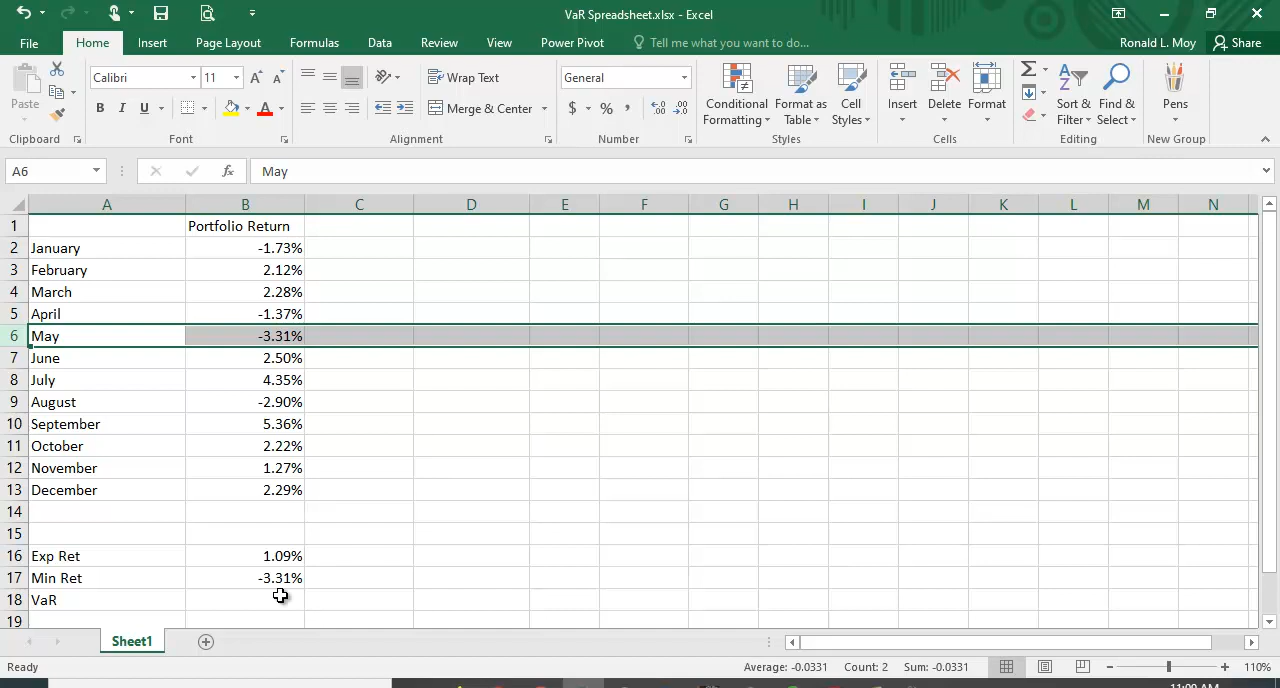 VaR Spreadsheet.xlsx - Excel
File Home Insert Page Layout Formulas Data Review View Power Pivot Tell me what you want to do... Ronald L. Moy Share
Paste
Clipboard
Calibri 11
B I U
Font
Wrap Text
Merge & Center
Alignment
General
$ % ,
Number
Conditional Formatting
Format as Table
Cell Styles
Styles
Insert
Delete
Format
Cells
Sort & Filter
Find & Select
Editing
Pens
New Group
A6 fx May
A B C D E F G H I J K L M N
1 Portfolio Return
2 January -1.73%
3 February 2.12%
4 March 2.28%
5 April -1.37%
6 May -3.31%
7 June 2.50%
8 July 4.35%
9 August -2.90%
10 September 5.36%
11 October 2.22%
12 November 1.27%
13 December 2.29%
14
15
16 Exp Ret 1.09%
17 Min Ret -3.31%
18 VaR
19
Sheet1
Ready Average: -0.0331 Count: 2 Sum: -0.0331 110%